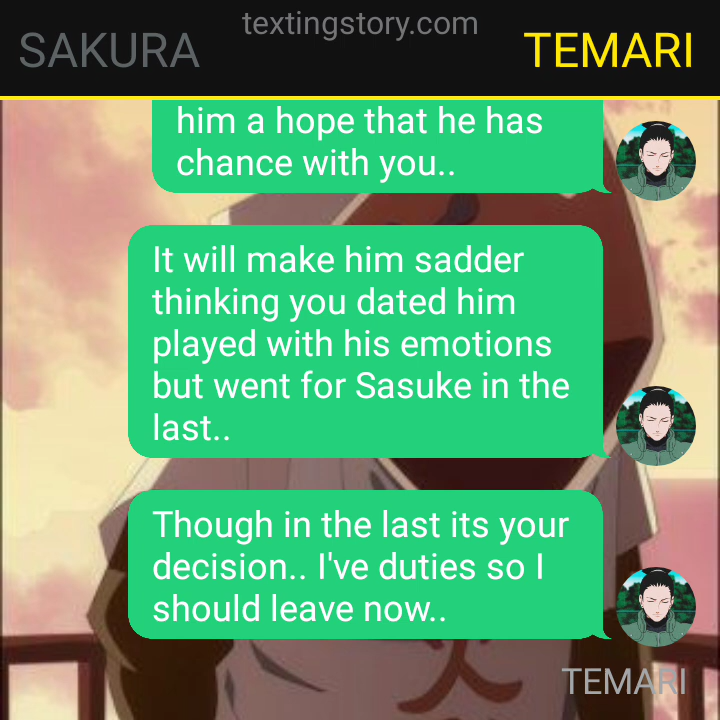 textingstory.com
SAKURA
TEMARI
him a hope that he has
chance with you..
It will make him sadder
thinking you dated him
played with his emotions
but went for Sasuke in the
last..
Though in the last its your
decision.. I've duties so I
should leave now..
TEMARI
火